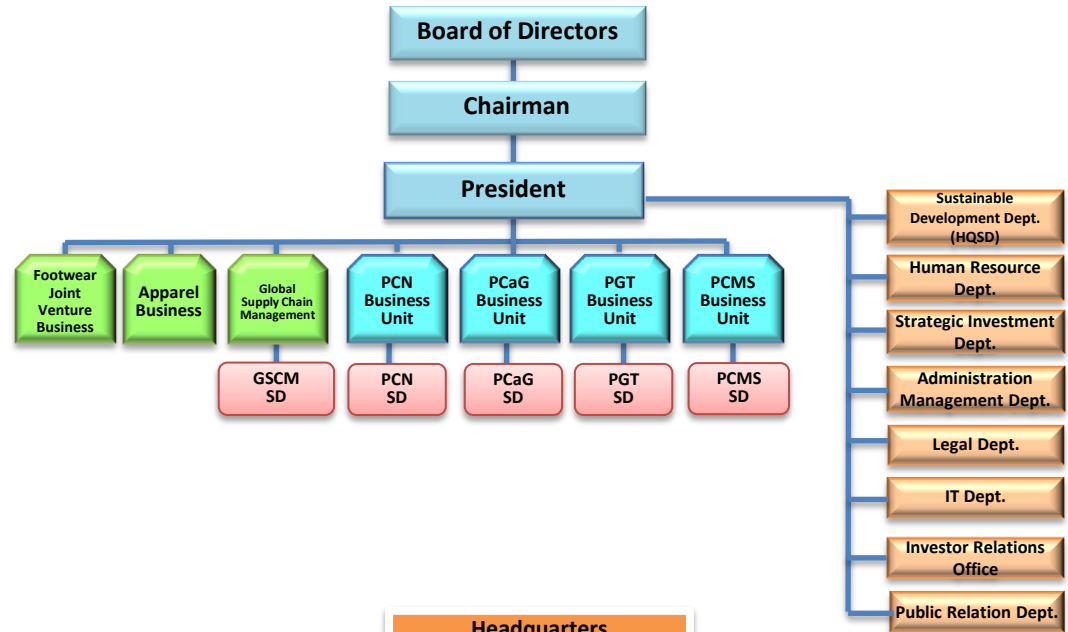 Board of Directors
Chairman
President
Footwear
Joint
Venture
Business
Apparel
Business
Global
Supply Chain
Management
PCN
Business
Unit
PCaG
Business
Unit
PGT
Business
Unit
PCMS
Business
Unit
GSCM
SD
PCN
SD
PCaG
SD
PGT
SD
PCMS
SD
Sustainable
Development Dept.
(HQSD)
Human Resource
Dept.
Strategic Investment
Dept.
Administration
Management Dept.
Legal Dept.
IT Dept.
Investor Relations
Office
Public Relation Dept.
Headquarters